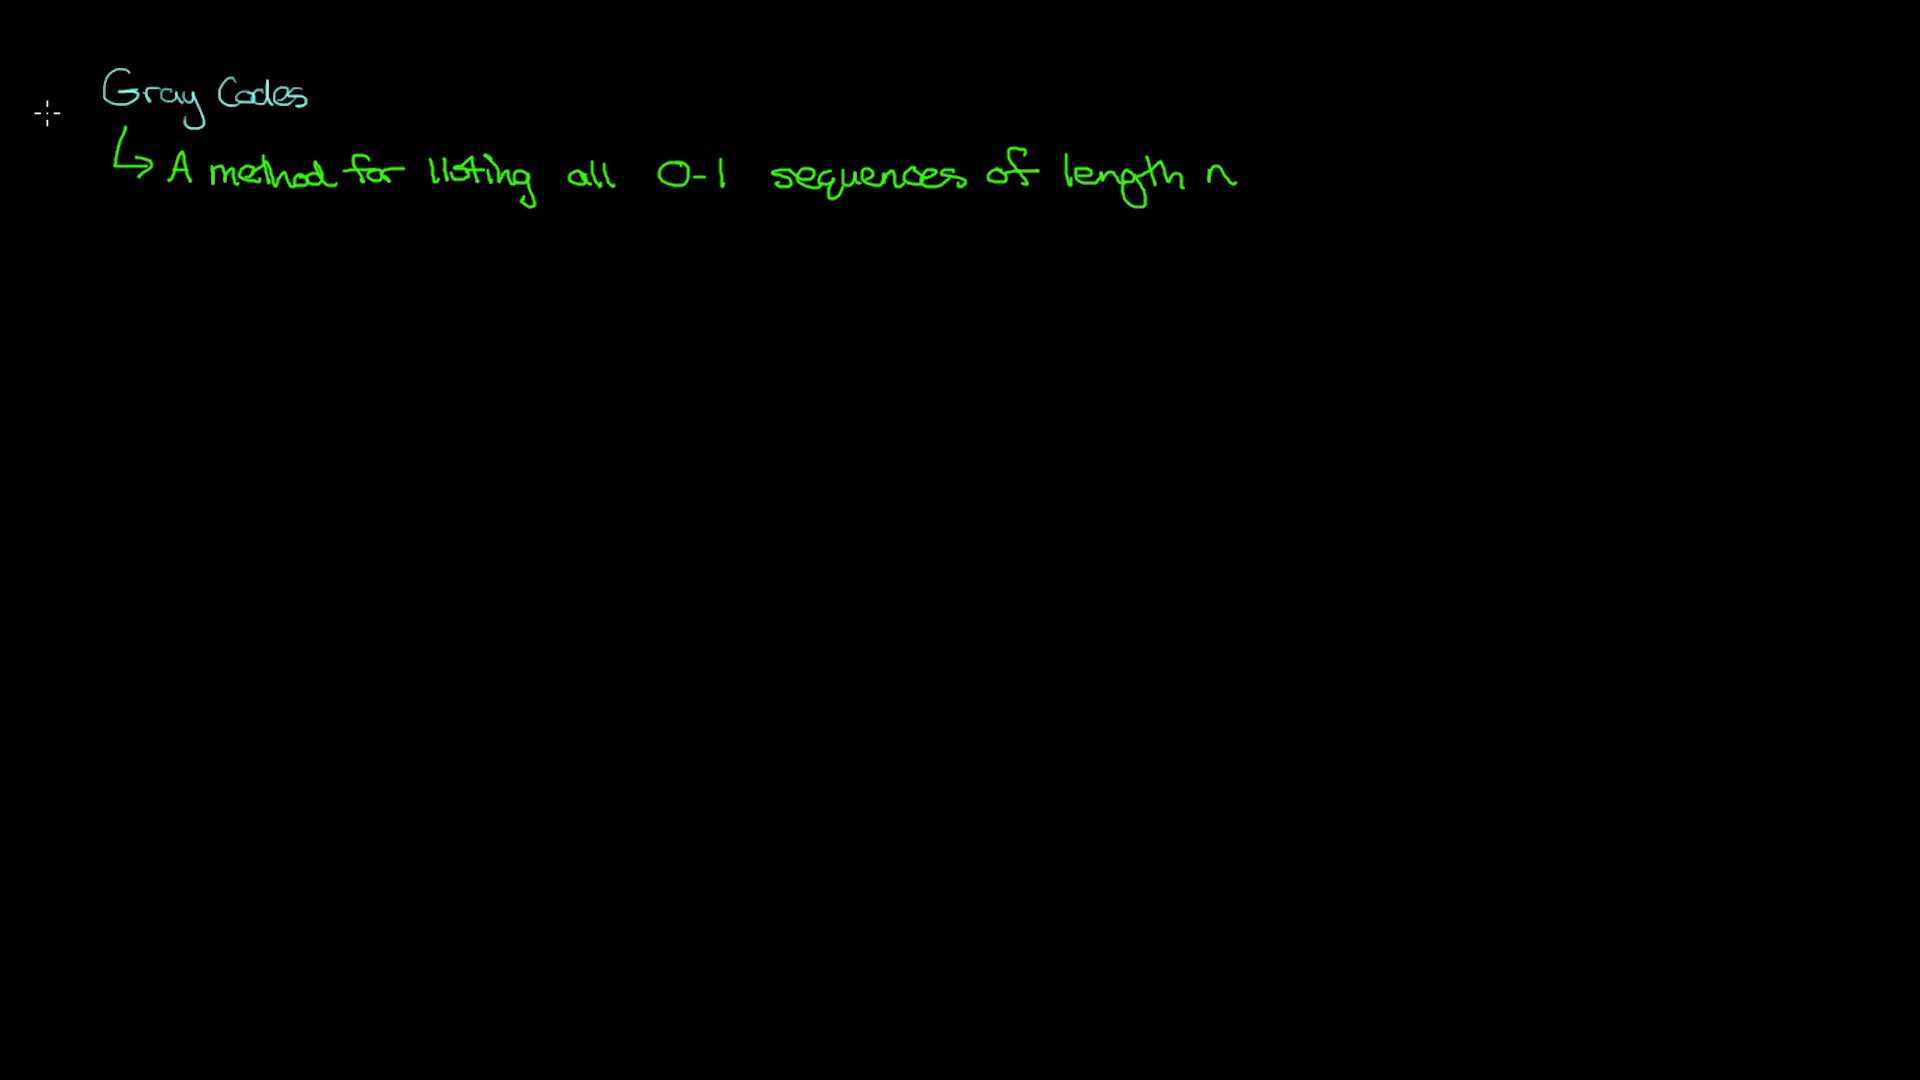 Gray Codes
↳ A method for listing all 0-1 sequences of length n